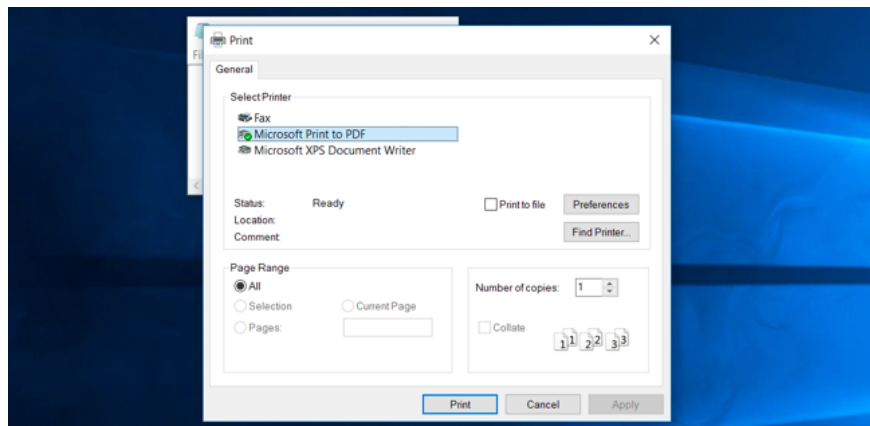 Print
Fil
General
Select Printer
Fax
Microsoft Print to PDF
Microsoft XPS Document Writer
Status: Ready
Print to file
Preferences
Location:
Comment:
Find Printer...
Page Range
All
Selection
Current Page
Pages:
Number of copies: 1
Collate
1 1 2 2 3 3
Print Cancel Apply